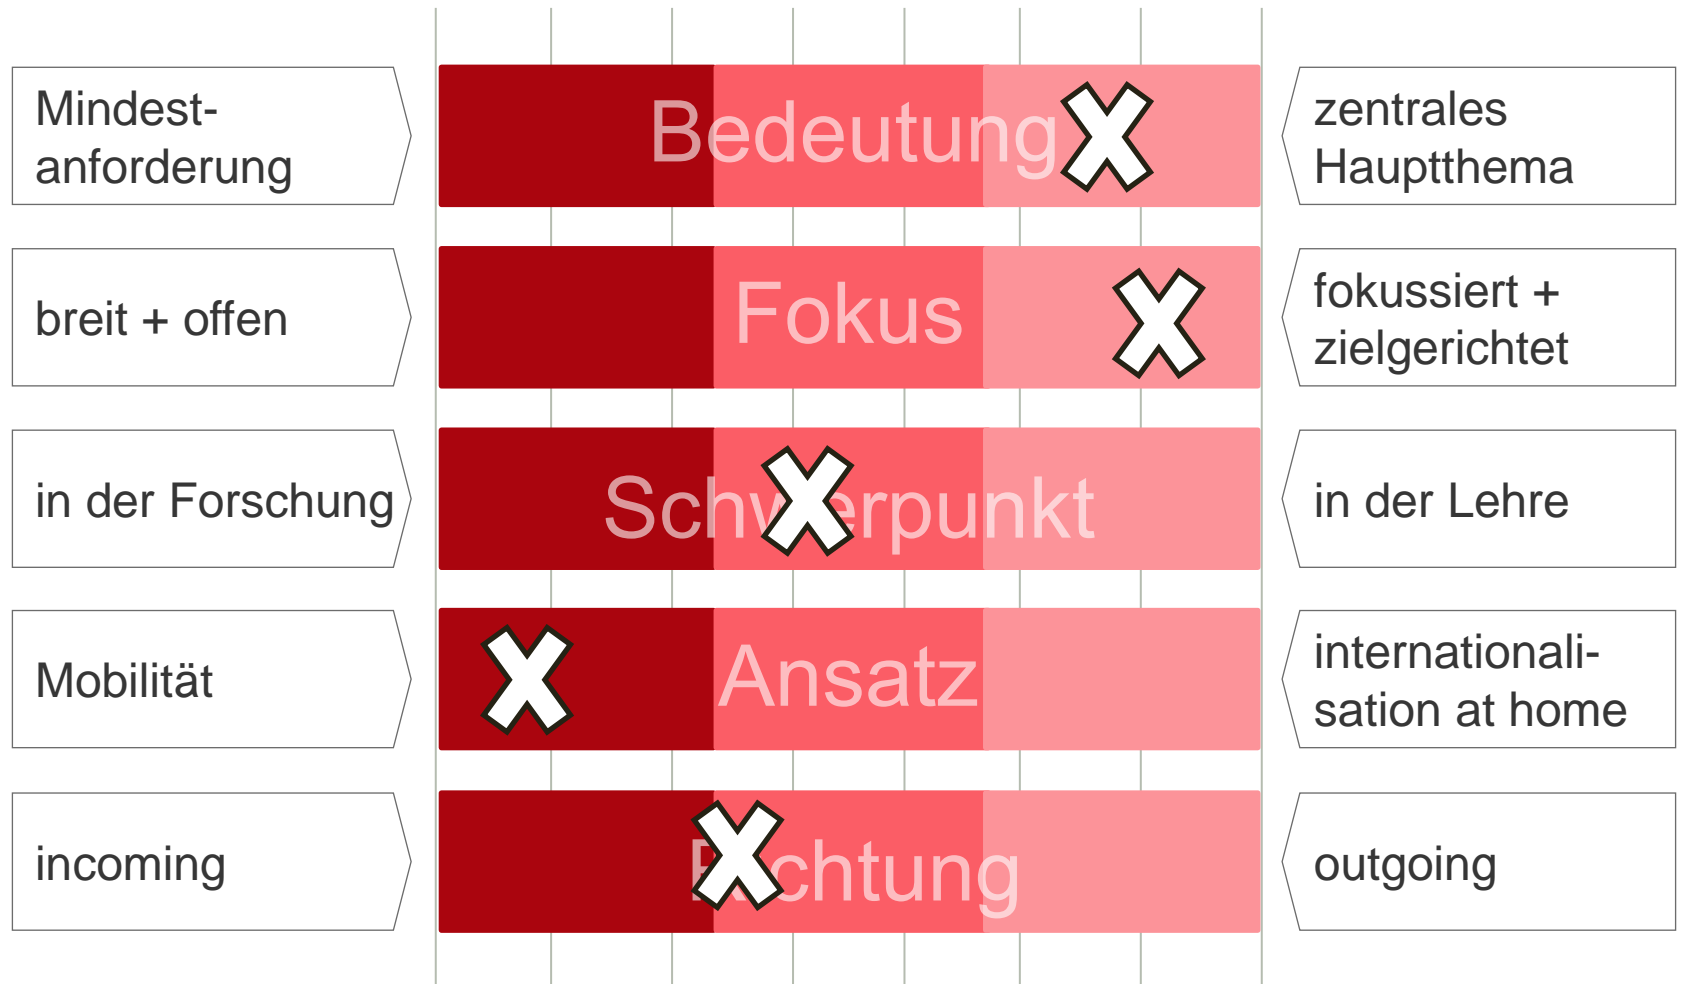 Mindest-
anforderung
Bedeutung
zentrales
Hauptthema
breit + offen
Fokus
fokussiert +
zielgerichtet
in der Forschung
Schwerpunkt
in der Lehre
Mobilität
Ansatz
internationali-
sation at home
incoming
Richtung
outgoing